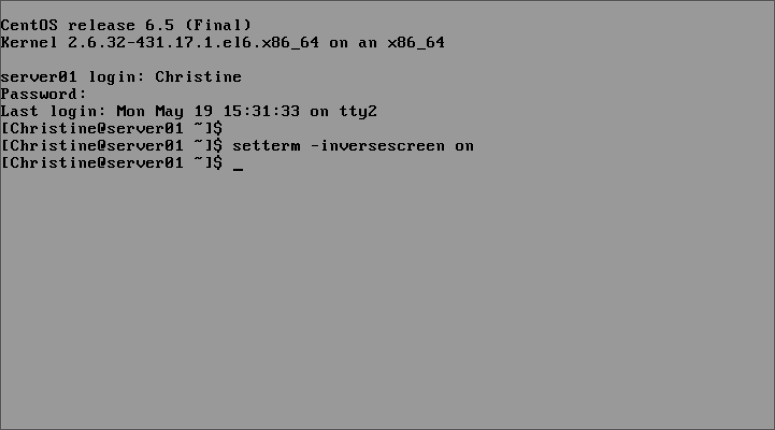 CentOS release 6.5 (Final)
Kernel 2.6.32-431.17.1.el6.x86_64 on an x86_64
server01 login: Christine
Password:
Last login: Mon May 19 15:31:33 on tty2
[Christine@server01 ~]$
[Christine@server01 ~]$ setterm -inversescreen on
[Christine@server01 ~]$ _